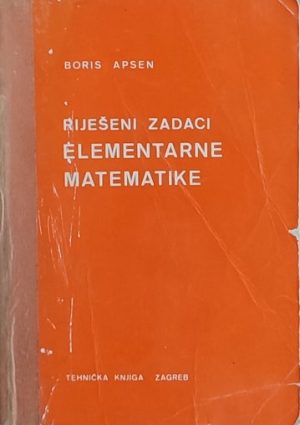 BORIS APSEN
RIJEŠENI ZADACI
ELEMENTARNE
MATEMATIKE
TEHNIČKA KNJIGA ZAGREB